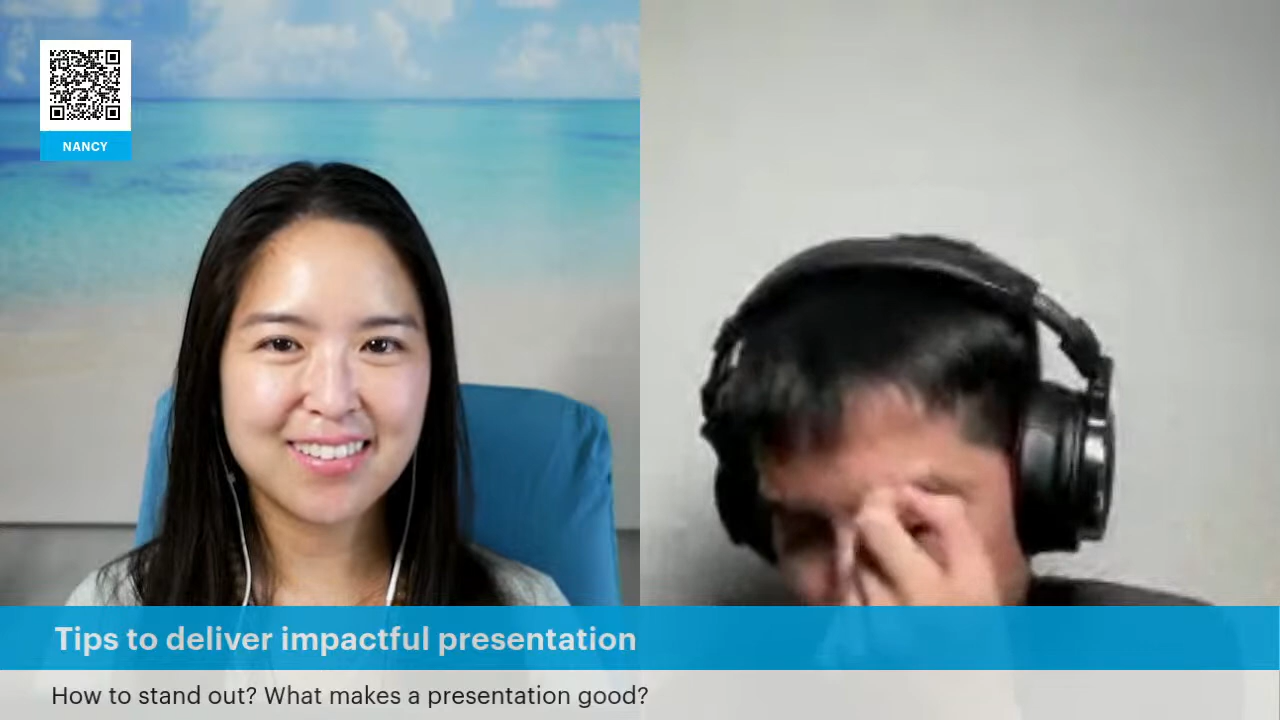 NANCY
Tips to deliver impactful presentation
How to stand out? What makes a presentation good?